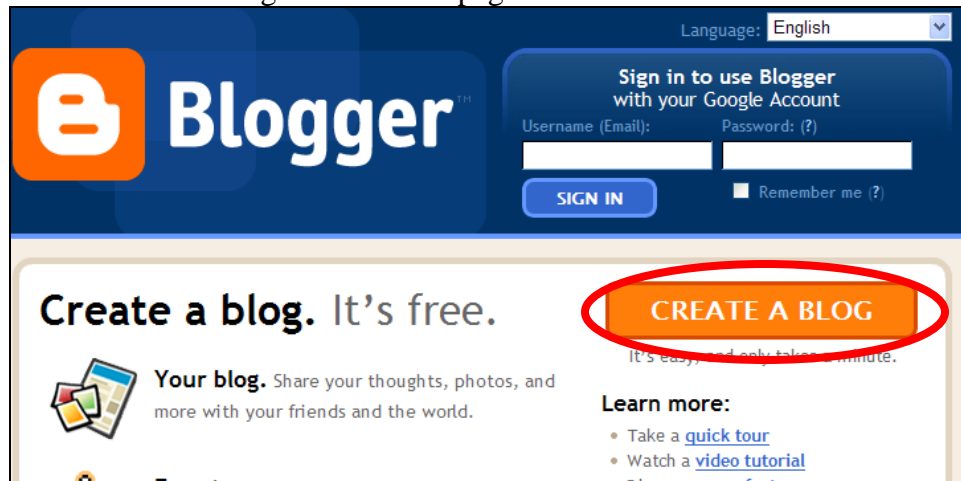 Language: English
Blogger™
Sign in to use Blogger
with your Google Account
Username (Email): Password: (?)
SIGN IN
Remember me (?)
Create a blog. It's free.
CREATE A BLOG
It's easy, and only takes a minute.
Your blog. Share your thoughts, photos, and
more with your friends and the world.
Learn more:
• Take a quick tour
• Watch a video tutorial